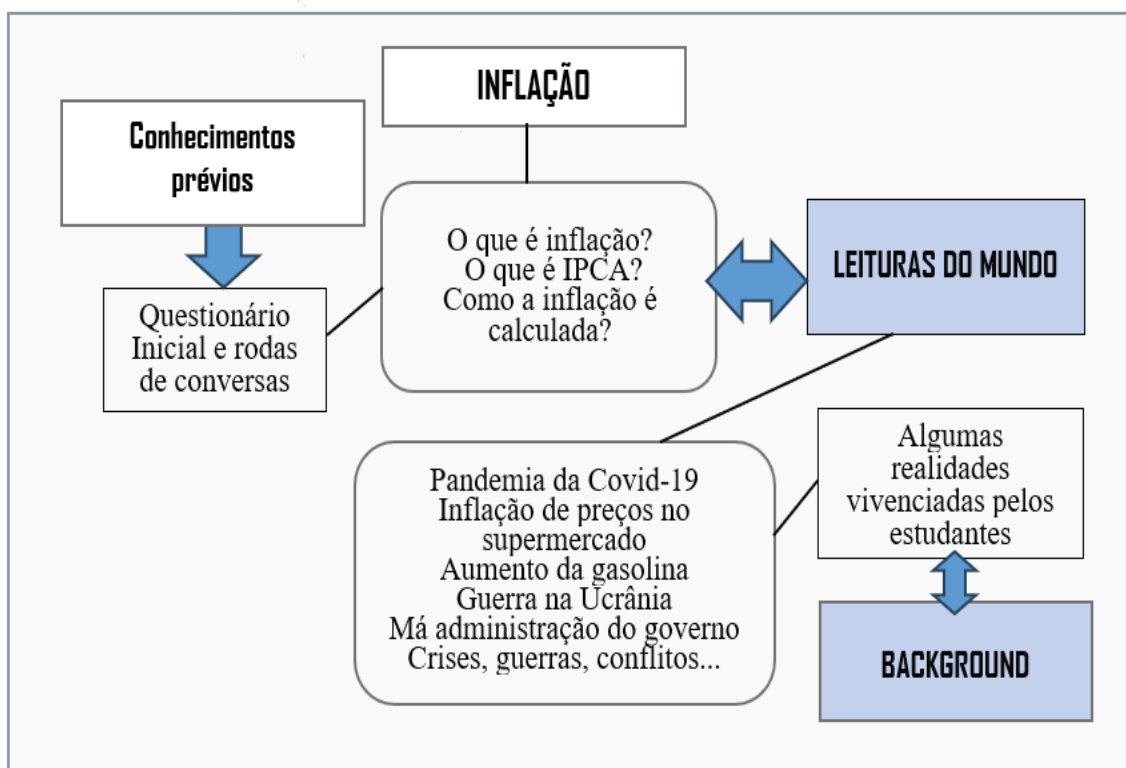 INFLAÇÃO
Conhecimentos
prévios
O que é inflação?
O que é IPCA?
Como a inflação é
calculada?
LEITURAS DO MUNDO
Questionário
Inicial e rodas
de conversas
Pandemia da Covid-19
Inflação de preços no
supermercado
Aumento da gasolina
Guerra na Ucrânia
Má administração do governo
Crises, guerras, conflitos...
Algumas
realidades
vivenciadas pelos
estudantes
BACKGROUND